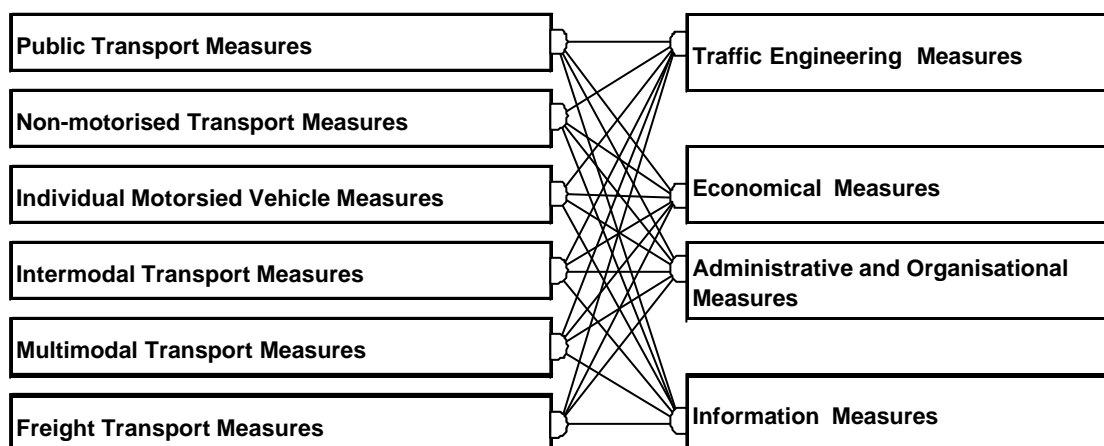 Public Transport Measures
Non-motorised Transport Measures
Individual Motorsied Vehicle Measures
Intermodal Transport Measures
Multimodal Transport Measures
Freight Transport Measures
Traffic Engineering Measures
Economical Measures
Administrative and Organisational
Measures
Information Measures